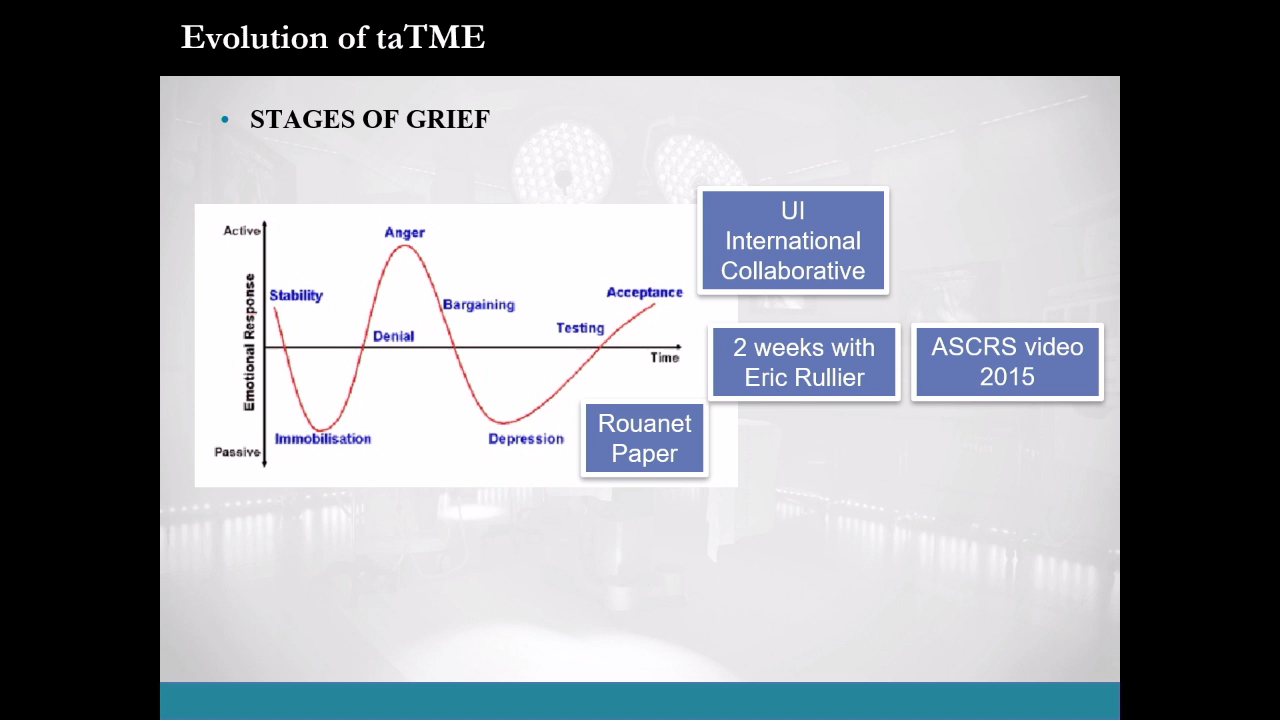 Evolution of taTME
• STAGES OF GRIEF
UI
International
Collaborative
Active
Anger
Stability
Acceptance
Bargaining
Testing
Denial
Emotional Response
Time
2 weeks with
Eric Rullier
ASCRS video
2015
Rouanet
Paper
Immobilisation
Depression
Passive